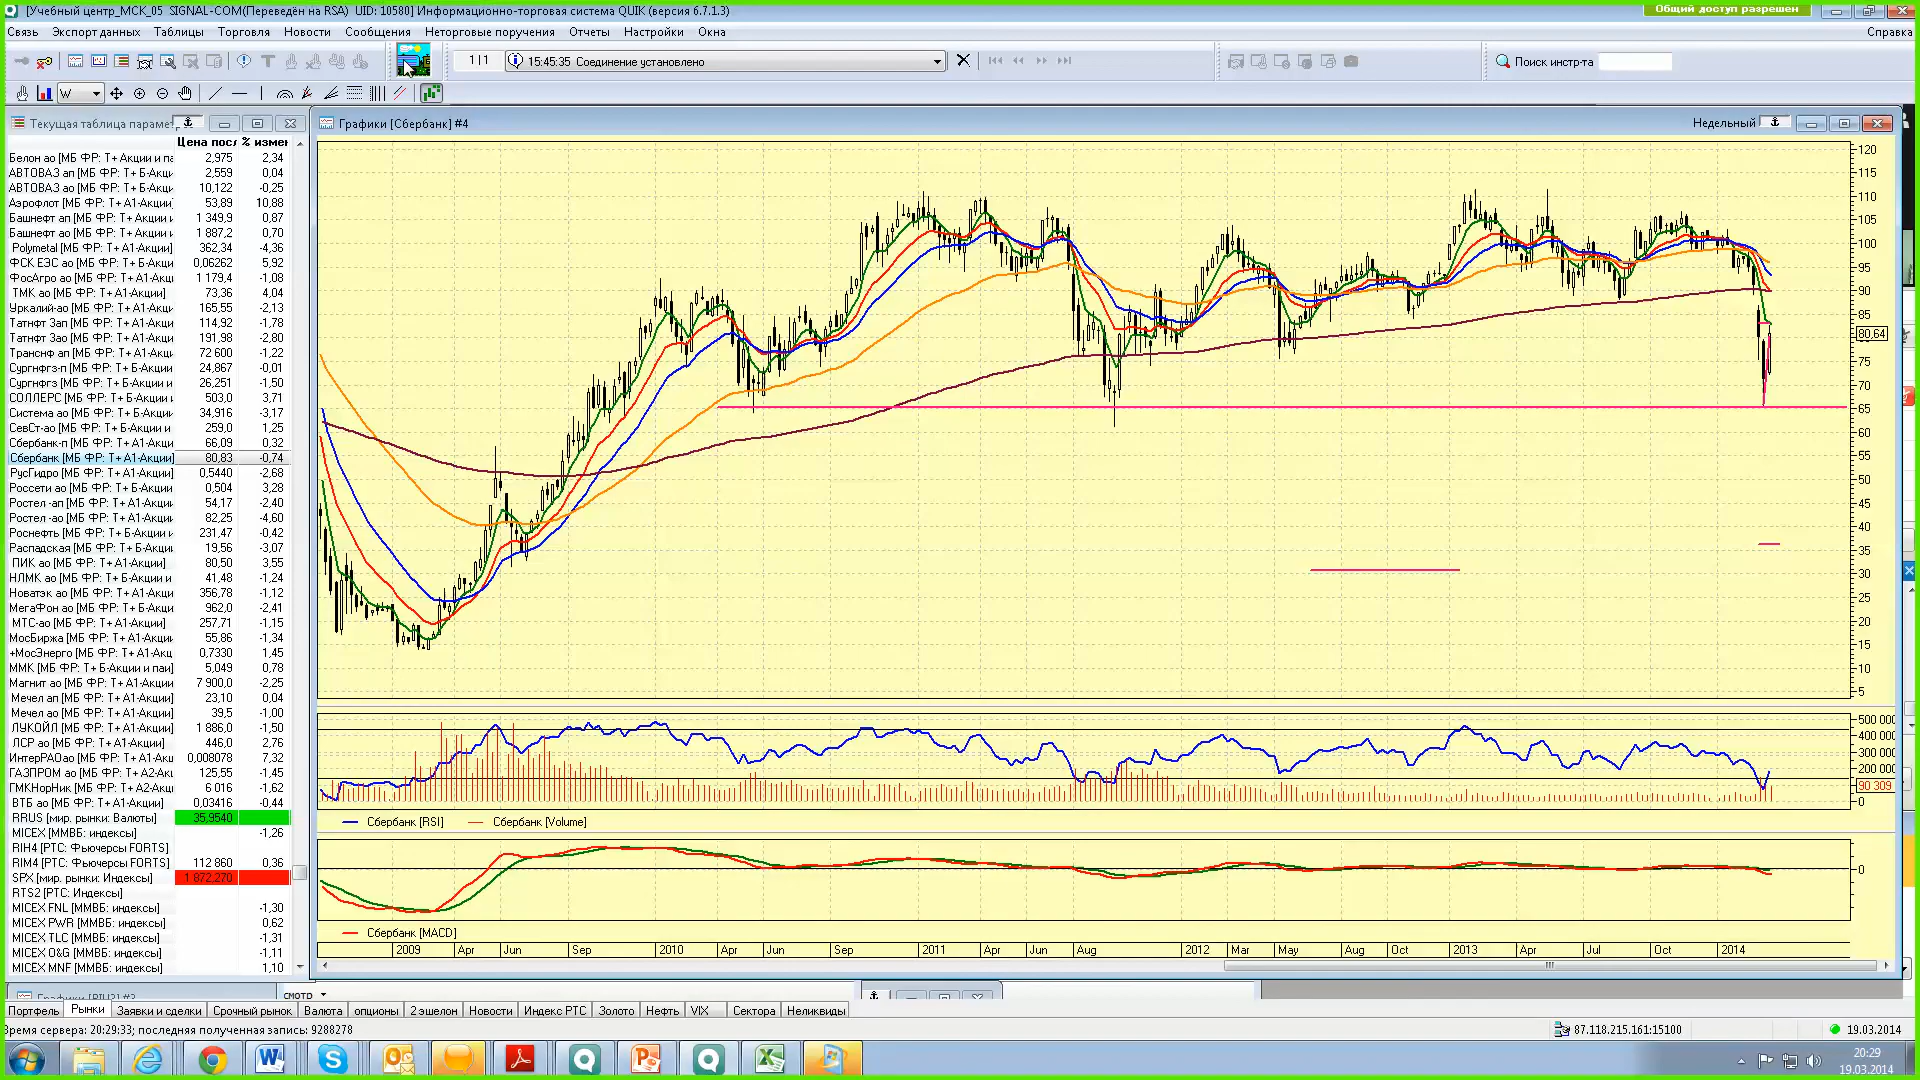 [Учебный центр_МСК_05 SIGNAL-COM(Переведён на RSA) UID: 10580] Информационно-торговая система QUIK (версия 6.7.1.3)
Общий доступ разрешен
Связь Экспорт данных Таблицы Торговля Новости Сообщения Неторговые поручения Отчеты Настройки Окна Справка
1|1 15:45:35 Соединение установлено Поиск инстр-та
W
Текущая таблица параме
Цена посл % измен
Белон ао [МБ ФР: Т+ Акции и па 2,975 2,34
АВТОВАЗ ап [МБ ФР: Т+ Б-Акци 2,559 0,04
АВТОВАЗ ао [МБ ФР: Т+ Б-Акци 10,122 -0,25
Аэрофлот [МБ ФР: Т+ А1-Акции] 53,89 10,88
Башнефт ап [МБ ФР: Т+ Акции и 1 349,9 0,87
Башнефт ао [МБ ФР: Т+ Акции и 1 887,2 0,70
Polymetal [МБ ФР: Т+ А1-Акции] 362,34 -4,36
ФСК ЕЭС ао [МБ ФР: Т+ Б-Акци 0,06262 5,92
ФосАгро ао [МБ ФР: Т+ А1-Акц 1 179,4 -1,08
ТМК ао [МБ ФР: Т+ А1-Акции] 73,36 4,04
Уркалий-ао [МБ ФР: Т+ А1-Акци 165,55 -2,13
Татнфт 3ап [МБ ФР: Т+ А1-Акци 114,92 -1,78
Татнфт 3ао [МБ ФР: Т+ А1-Акци 191,98 -2,80
Транснф ап [МБ ФР: Т+ А1-Акци 72 600 -1,22
Сургнфгз-п [МБ ФР: Т+ Б-Акции 24,867 -0,01
Сургнфгз [МБ ФР: Т+ Б-Акции и 26,251 -1,50
СОЛЛЕРС [МБ ФР: Т+ Б-Акции и 503,0 3,71
Система ао [МБ ФР: Т+ А1-Акци 34,916 -3,17
СевСт-ао [МБ ФР: Т+ Б-Акции и 259,0 1,25
Сбербанк-п [МБ ФР: Т+ А1-Акци 66,09 0,32
Сбербанк [МБ ФР: Т+ А1-Акции] 80,83 -0,74
РусГидро [МБ ФР: Т+ А1-Акции] 0,5440 -2,68
Россети ао [МБ ФР: Т+ Б-Акции 0,504 3,28
Ростел -ап [МБ ФР: Т+ А1-Акции 54,17 -2,40
Ростел -ао [МБ ФР: Т+ А1-Акции 82,25 -4,60
Роснефть [МБ ФР: Т+ Б-Акции и 231,47 -0,42
Распадская [МБ ФР: Т+ Б-Акции 19,56 -3,07
ПИК ао [МБ ФР: Т+ А1-Акции] 80,50 3,55
НЛМК ао [МБ ФР: Т+ Б-Акции и 41,48 -1,24
Новатэк ао [МБ ФР: Т+ А1-Акци 356,78 -1,12
МегаФон ао [МБ ФР: Т+ Б-Акци 962,0 -2,41
МТС-ао [МБ ФР: Т+ А1-Акции] 257,71 -1,15
МосБиржа [МБ ФР: Т+ А1-Акции 55,86 -1,34
+МосЭнерго [МБ ФР: Т+ А1-Акц 0,7330 1,45
ММК [МБ ФР: Т+ Б-Акции и паи] 5,049 0,78
Магнит ао [МБ ФР: Т+ А1-Акции] 7 900,0 -2,25
Мечел ап [МБ ФР: Т+ А1-Акции] 23,10 0,04
Мечел ао [МБ ФР: Т+ А1-Акции] 39,5 -1,00
ЛУКОЙЛ [МБ ФР: Т+ А1-Акции] 1 886,0 -1,50
ЛСР ао [МБ ФР: Т+ А1-Акции] 446,0 2,76
ИнтерРАОао [МБ ФР: Т+ А1-Акц 0,008078 7,32
ГАЗПРОМ ао [МБ ФР: Т+ А2-Акц 125,55 -1,45
ГМКНорНик [МБ ФР: Т+ А2-Акци 6 016 -1,62
ВТБ ао [МБ ФР: Т+ А1-Акции] 0,03416 -0,44
RRUS [мир. рынки: Валюты] 35,9540
MICEX [ММВБ: индексы] -1,26
RIH4 [РТС: Фьючерсы FORTS]
RIM4 [РТС: Фьючерсы FORTS] 112 860 0,36
SPX [мир. рынки: Индексы] 1 872,270
RTS2 [РТС: Индексы]
MICEX FNL [ММВБ: индексы] -1,30
MICEX PWR [ММВБ: индексы] 0,62
MICEX TLC [ММВБ: индексы] -1,31
MICEX O&G [ММВБ: индексы] -1,11
MICEX MNF [ММВБ: индексы] 1,10
Графики [Сбербанк] #4 Недельный
120
115
110
105
100
95
90
85
80,64
75
70
65
60
55
50
45
40
35
30
25
20
15
10
5
500 000
400 000
300 000
200 000
90 309
0
Сбербанк [RSI] Сбербанк [Volume]
0
Сбербанк [MACD]
2009 Apr Jun Sep 2010 Apr Jun Sep 2011 Apr Jun Aug 2012 Mar May Aug Oct 2013 Apr Jul Oct 2014
смотр
Портфель Рынки Заявки и сделки Срочный рынок Валюта опционы 2 эшелон Новости Индекс РТС Золото Нефть VIX Сектора Неликвиды
Время сервера: 20:29:33; последняя полученная запись: 9288278 87.118.215.161:15100 19.03.2014
20:29
19.03.2014